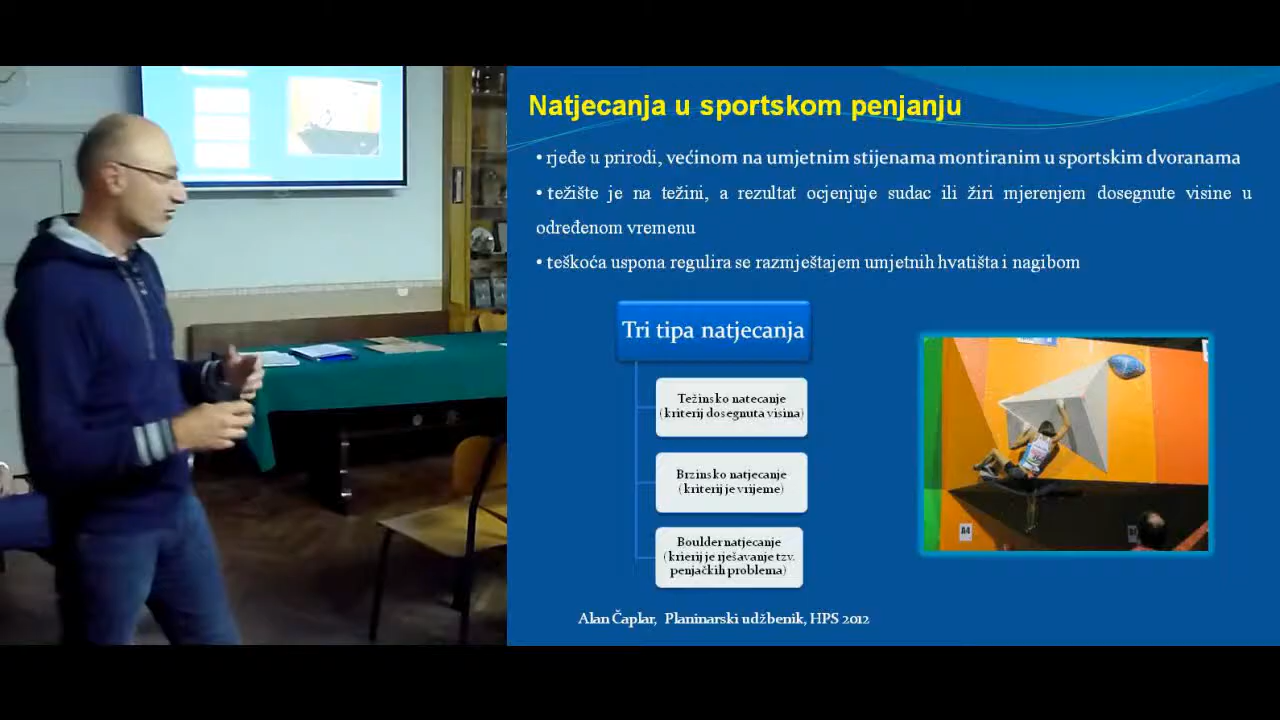 Natjecanja u sportskom penjanju
• rjeđe u prirodi, većinom na umjetnim stijenama montiranim u sportskim dvoranama
• težište je na težini, a rezultat ocjenjuje sudac ili žiri mjerenjem dosegnute visine u
određenom vremenu
• teškoća uspona regulira se razmještajem umjetnih hvatišta i nagibom
Tri tipa natjecanja
Težinsko natecanje
(kriterij dosegnuta visina)
Brzinsko natjecanje
(kriterij je vrijeme)
Boulder natjecanje
(krierij je rješavanje tzv.
penjačkih problema)
A4
Alan Čaplar, Planinarski udžbenik, HPS 2012